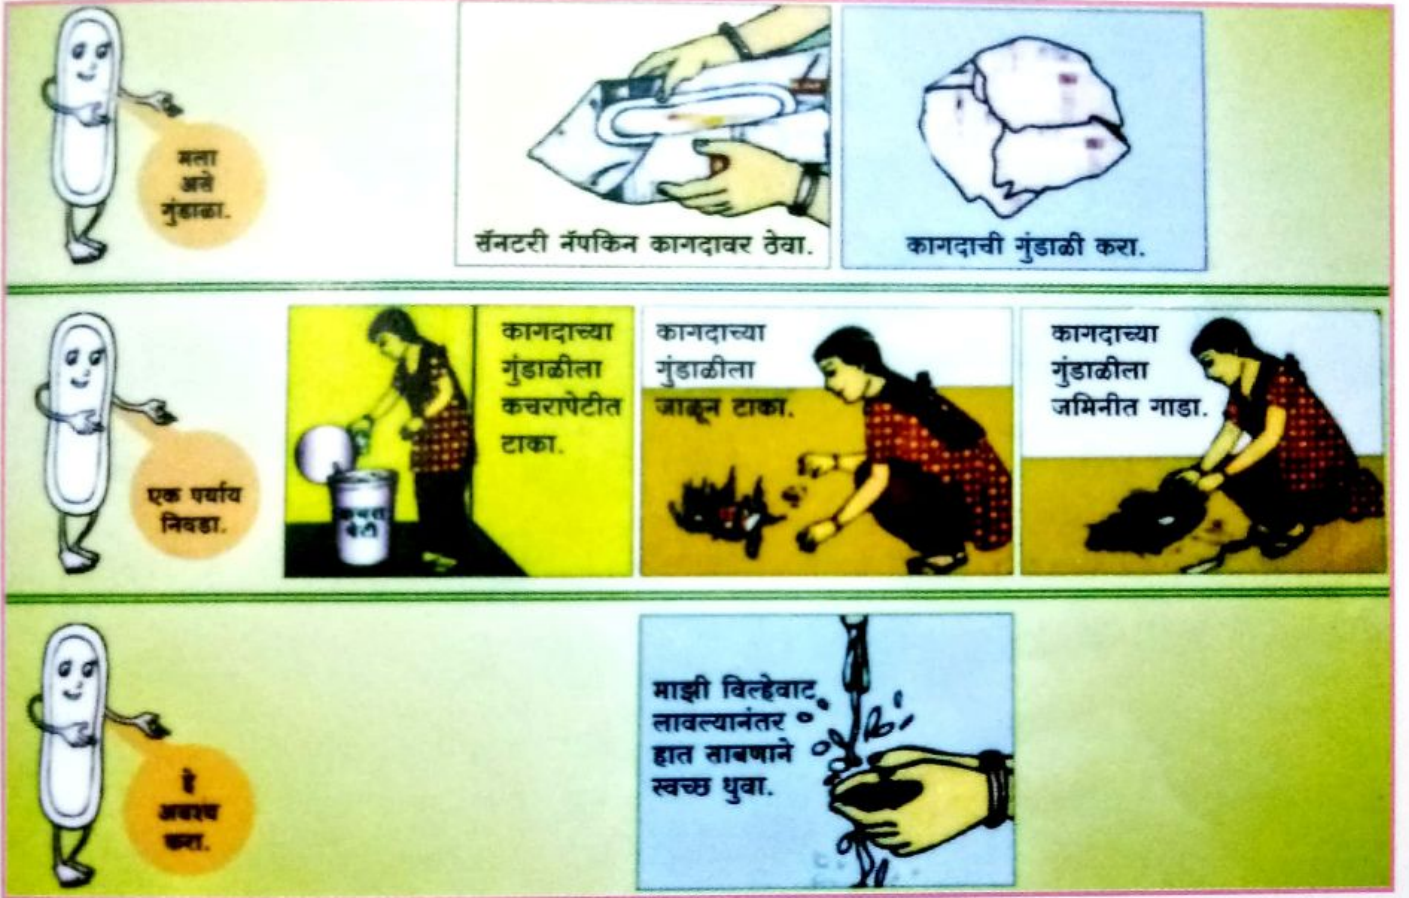 मला
असे
गुंडाळा.
सॅनटरी नॅपकिन कागदावर ठेवा.
कागदाची गुंडाळी करा.
एक पर्याय
निवडा.
कागदाच्या
गुंडाळीला
कचरापेटीत
टाका.
कचरा
पेटी
कागदाच्या
गुंडाळीला
जाळून टाका.
कागदाच्या
गुंडाळीला
जमिनीत गाडा.
हे
अवश्य
करा.
माझी विल्हेवाट
लावल्यानंतर
हात साबणाने
स्वच्छ धुवा.